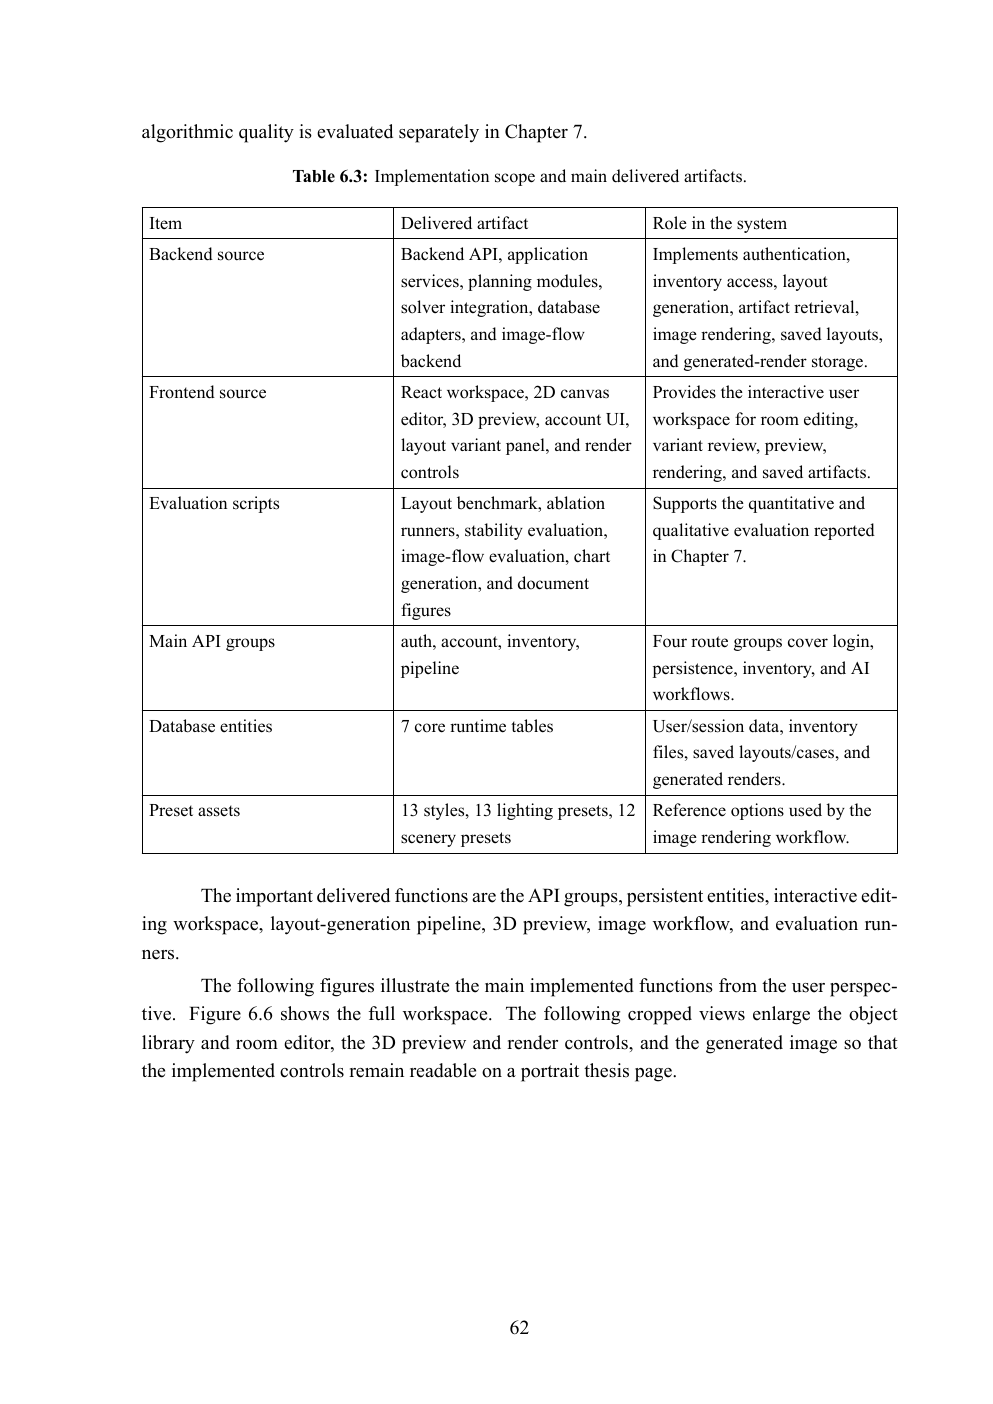 algorithmic quality is evaluated separately in Chapter 7.
Table 6.3: Implementation scope and main delivered artifacts.
Item
Delivered artifact
Role in the system
Backend source
Backend API, application
services, planning modules,
solver integration, database
adapters, and image-flow
backend
Implements authentication,
inventory access, layout
generation, artifact retrieval,
image rendering, saved layouts,
and generated-render storage.
Frontend source
React workspace, 2D canvas
editor, 3D preview, account UI,
layout variant panel, and render
controls
Provides the interactive user
workspace for room editing,
variant review, preview,
rendering, and saved artifacts.
Evaluation scripts
Layout benchmark, ablation
runners, stability evaluation,
image-flow evaluation, chart
generation, and document
figures
Supports the quantitative and
qualitative evaluation reported
in Chapter 7.
Main API groups
auth, account, inventory,
pipeline
Four route groups cover login,
persistence, inventory, and AI
workflows.
Database entities
7 core runtime tables
User/session data, inventory
files, saved layouts/cases, and
generated renders.
Preset assets
13 styles, 13 lighting presets, 12
scenery presets
Reference options used by the
image rendering workflow.
The important delivered functions are the API groups, persistent entities, interactive edit-
ing workspace, layout-generation pipeline, 3D preview, image workflow, and evaluation run-
ners.
The following figures illustrate the main implemented functions from the user perspec-
tive. Figure 6.6 shows the full workspace. The following cropped views enlarge the object
library and room editor, the 3D preview and render controls, and the generated image so that
the implemented controls remain readable on a portrait thesis page.
62